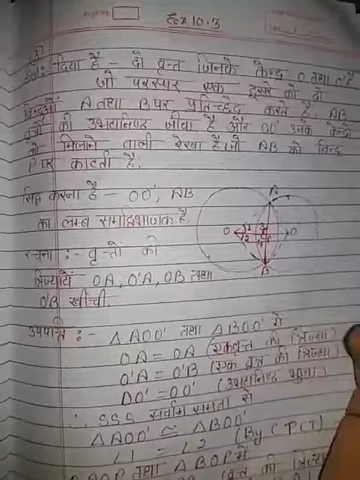 Ex 10.3
दिया है - दो वृत्त जिनके केन्द्र O तथा O' है
जो परस्पर एक दूसरे को दो
बिन्दुओं A तथा B पर प्रतिच्छेद करते है, AB
की उभयनिष्ठ जीवा है और OO' उनके केन्द्र
को मिलाने वाली रेखा है जो AB को बिन्दु
P पर काटती है.
सिद्ध करना है - OO', AB
का लम्ब समद्विभाजक है.
रचना :- वृत्तों की
त्रिज्यायें OA, O'A, OB तथा
O'B खींची.
उपपत्ति :- ΔAOO' तथा ΔBOO' में
OA = OA (एक वृत्त की त्रिज्या)
O'A = O'B (एक वृत्त की त्रिज्या)
OO' = OO' (उभयनिष्ठ भुजा)
∴ SSS सर्वांगसमता से
ΔAOO' ≅ ΔBOO'
∠1 = ∠2 (By CPCT)
ΔAOP तथा ΔBOP में
वृत्त की त्रिज्या